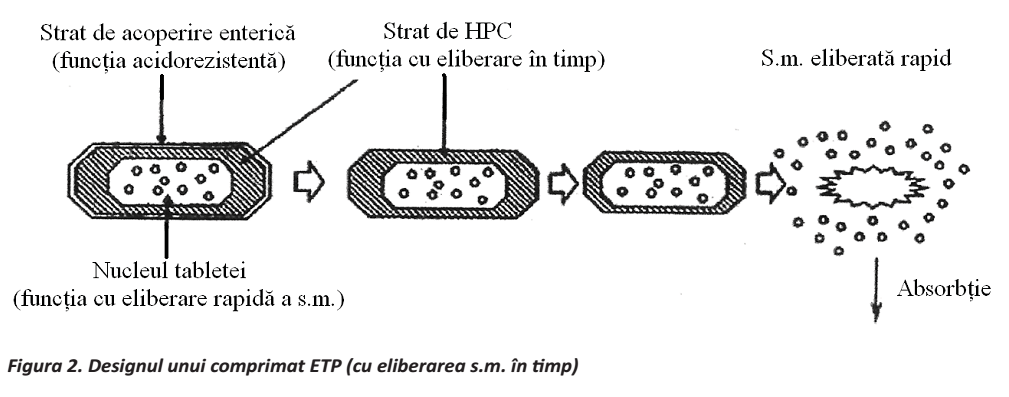 Strat de acoperire enterică
(funcția acidorezistentă)
Strat de HPC
(funcția cu eliberare în timp)
S.m. eliberată rapid
Nucleul tabletei
(funcția cu eliberare rapidă a s.m.)
Absorbție
Figura 2. Designul unui comprimat ETP (cu eliberarea s.m. în timp)